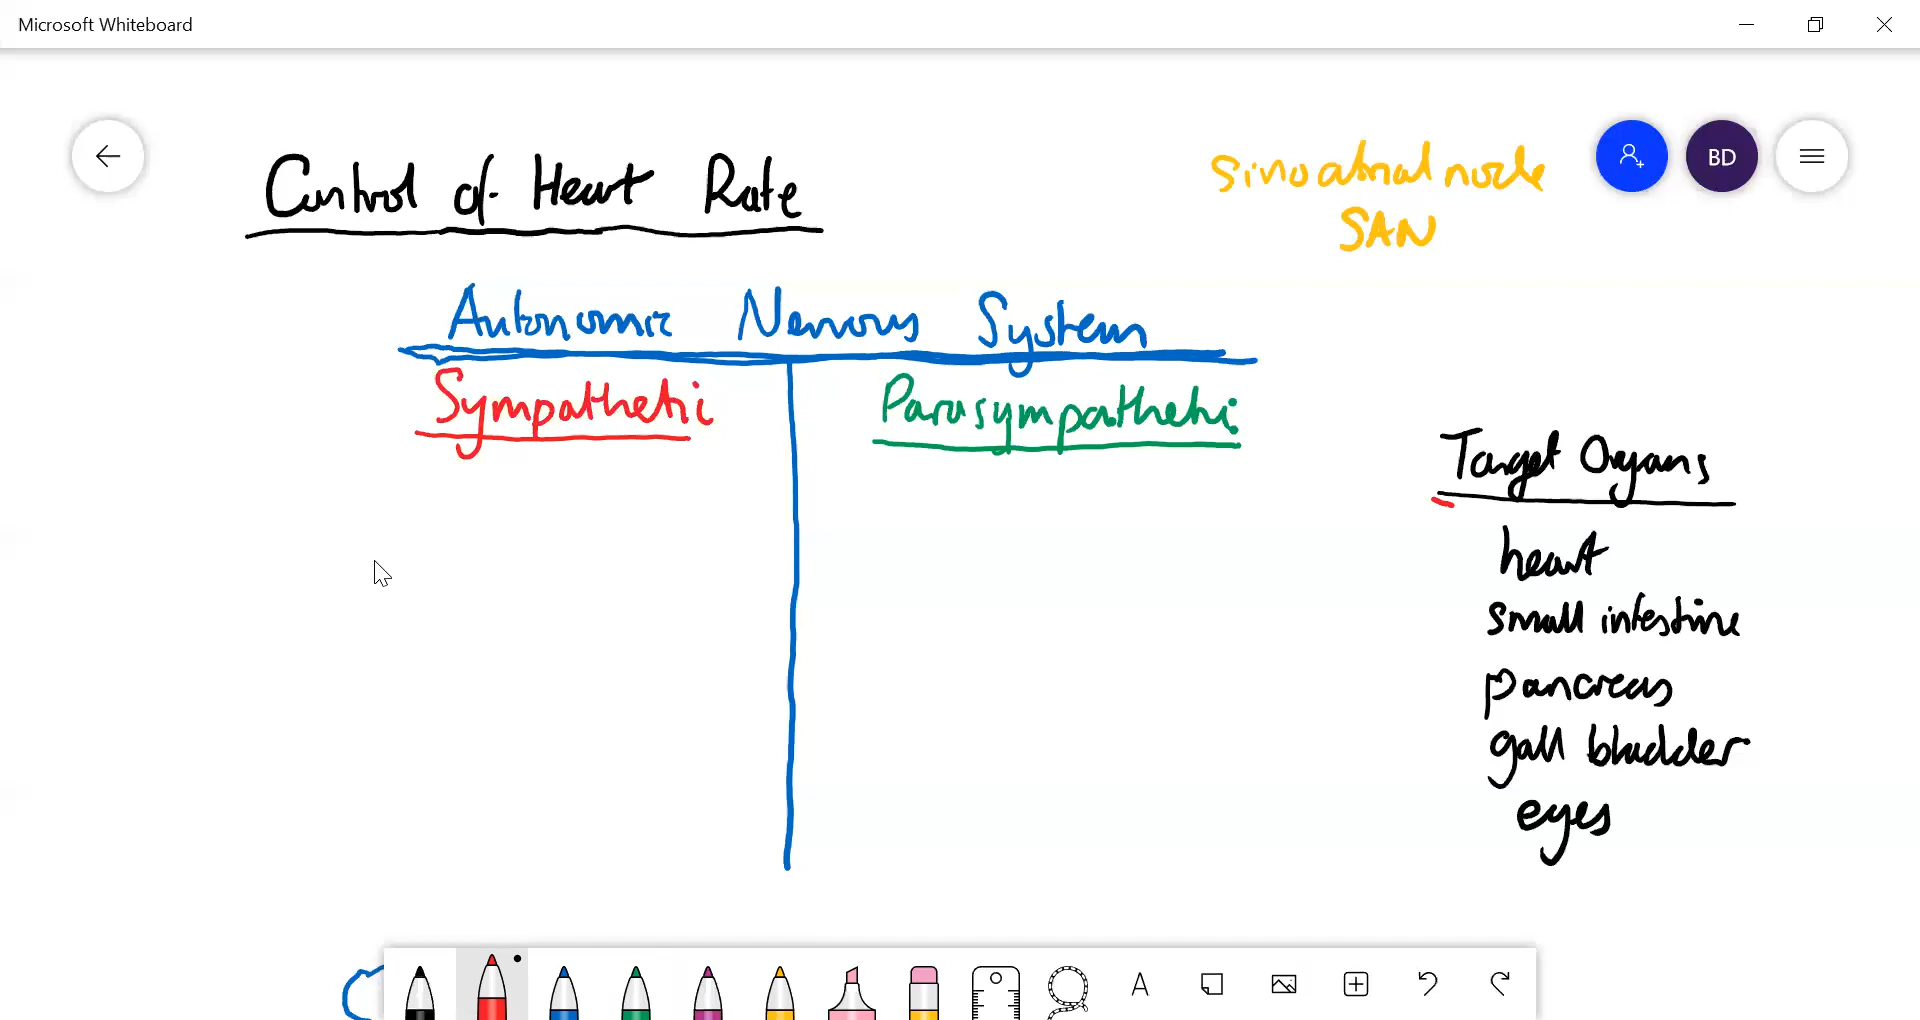 Microsoft Whiteboard
Control of Heart Rate
sinoatrial node
SAN
BD
Autonomic Nervous System
Sympathetic
Parasympathetic
Target Organs
heart
small intestine
pancreas
gall bladder
eyes
A